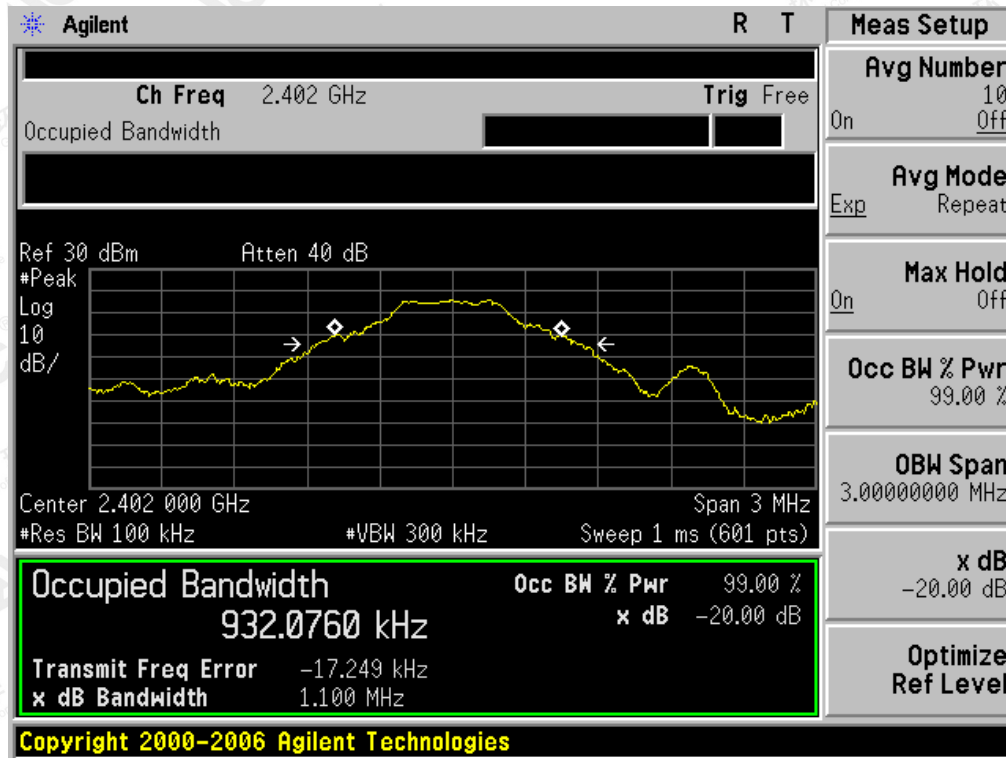 Agilent R T
Ch Freq 2.402 GHz Trig Free
Occupied Bandwidth
Ref 30 dBm Atten 40 dB
#Peak
Log
10
dB/
Center 2.402 000 GHz Span 3 MHz
#Res BW 100 kHz #VBW 300 kHz Sweep 1 ms (601 pts)
Occupied Bandwidth Occ BW % Pwr 99.00 %
932.0760 kHz x dB -20.00 dB
Transmit Freq Error -17.249 kHz
x dB Bandwidth 1.100 MHz
Copyright 2000-2006 Agilent Technologies
Meas Setup
Avg Number
10
On Off
Avg Mode
Exp Repeat
Max Hold
On Off
Occ BW % Pwr
99.00 %
OBW Span
3.00000000 MHz
x dB
-20.00 dB
Optimize
Ref Level